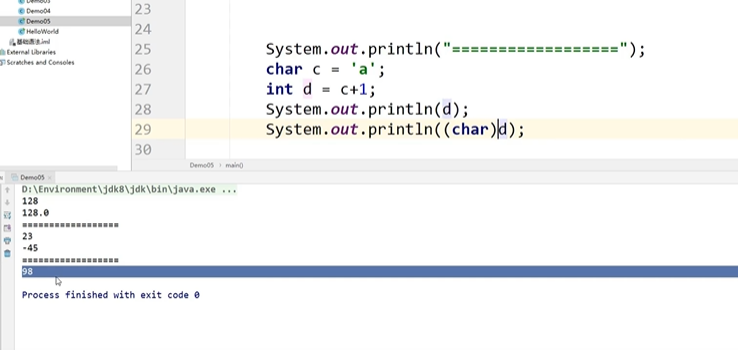 Demo03
Demo04
Demo05
HelloWorld
基础语法.iml
External Libraries
Scratches and Consoles
23
24
25 System.out.println("==================");
26 char c = 'a';
27 int d = c+1;
28 System.out.println(d);
29 System.out.println((char)d);
30
Demo05 › main()
Demo05 ×
D:\Environment\jdk8\jdk\bin\java.exe ...
128
128.0
==================
23
-45
==================
98
Process finished with exit code 0